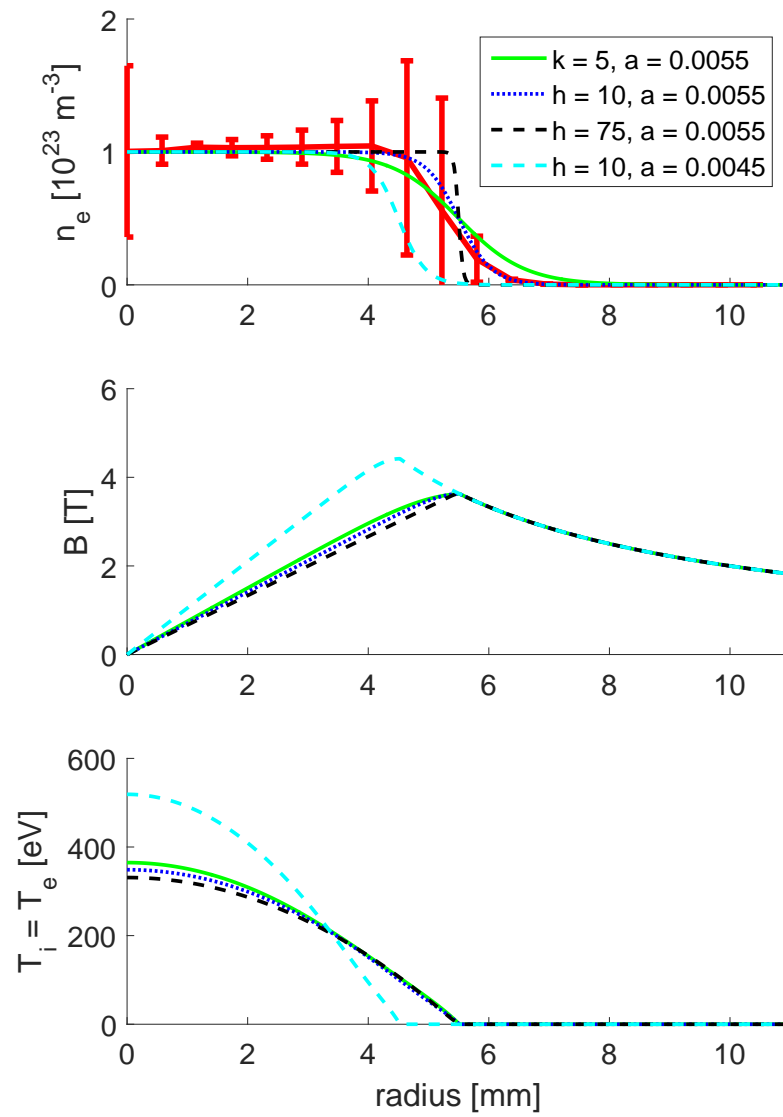 2
1
0
n_e [10^23 m^-3]
k = 5, a = 0.0055
h = 10, a = 0.0055
h = 75, a = 0.0055
h = 10, a = 0.0045
0 2 4 6 8 10
6
4
2
0
B [T]
0 2 4 6 8 10
600
400
200
0
T_i = T_e [eV]
0 2 4 6 8 10
radius [mm]